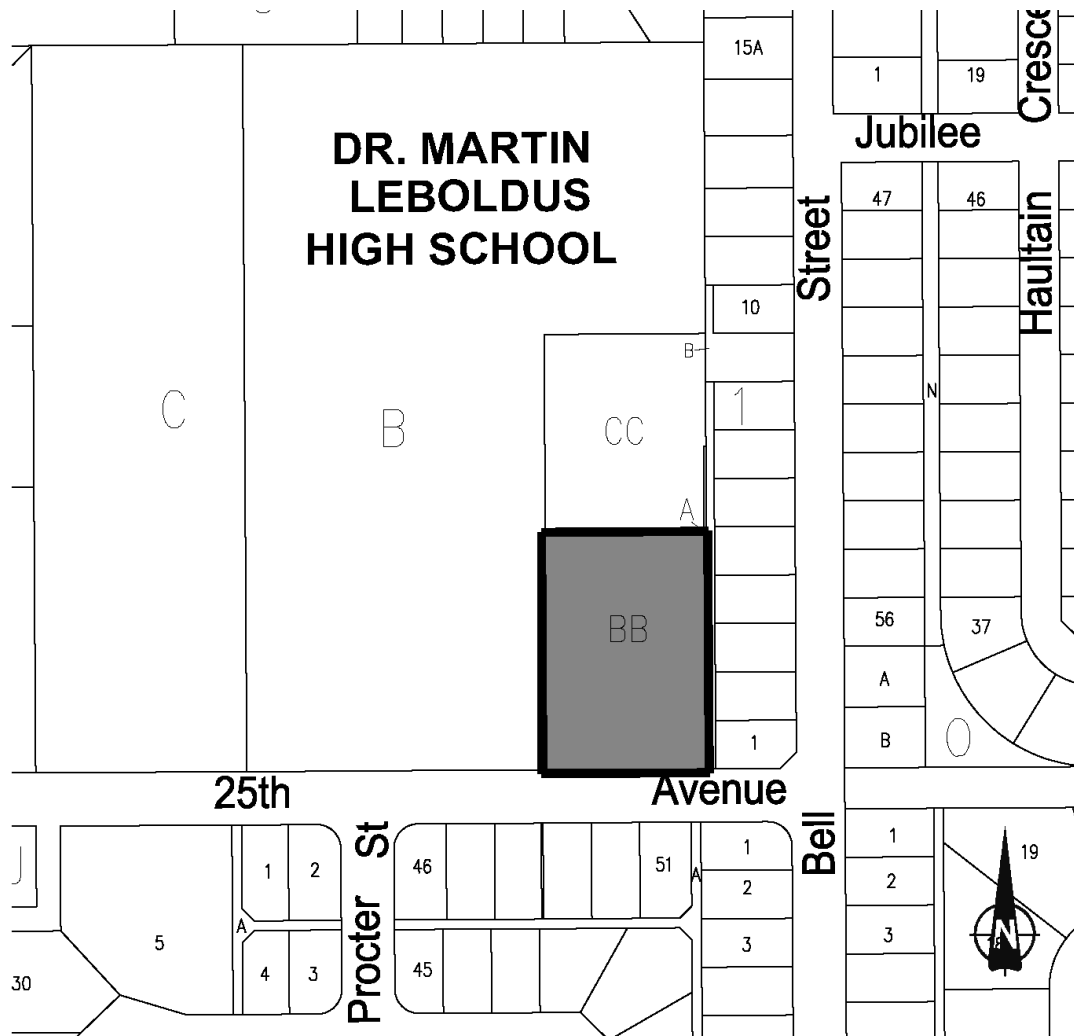 15A
1
19
Cresce
Jubilee
DR. MARTIN
LEBOLDUS
HIGH SCHOOL
47
46
Street
Haultain
10
B
N
C
B
CC
1
A
BB
56
37
A
B
O
1
25th
Avenue
Bell
Procter St
1
2
46
51
A
1
2
1
2
19
5
A
4
3
45
3
3
30
N